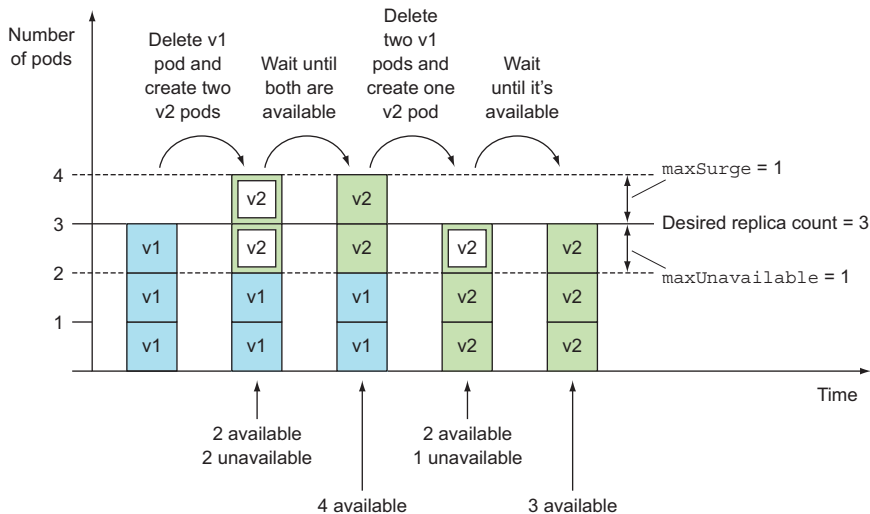 Number
of pods
Delete v1
pod and
create two
v2 pods
Wait until
both are
available
Delete
two v1
pods and
create one
v2 pod
Wait
until it's
available
4
3
2
1
v1
v1
v1
v2
v2
v1
v1
v2
v2
v1
v1
v2
v2
v2
v2
v2
v2
maxSurge = 1
Desired replica count = 3
maxUnavailable = 1
Time
2 available
2 unavailable
4 available
2 available
1 unavailable
3 available